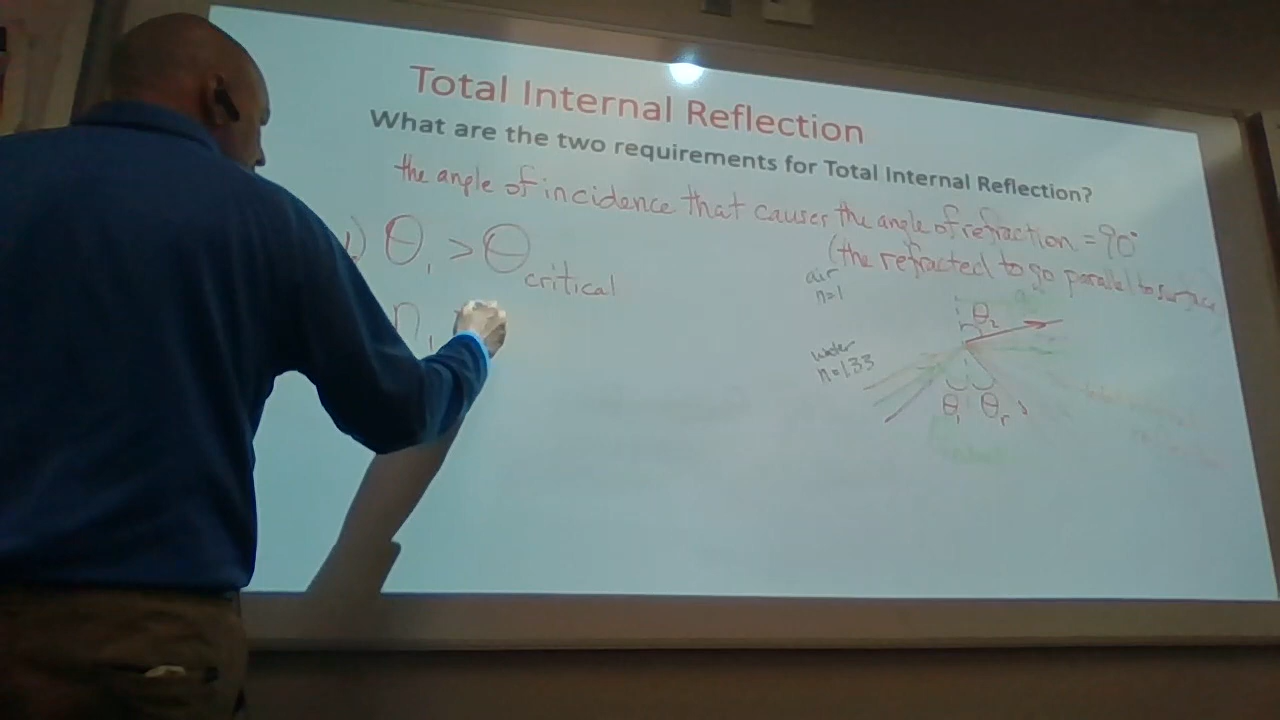 Total Internal Reflection
What are the two requirements for Total Internal Reflection?
the angle of incidence that causes the angle of refraction = 90°
(the refracted to go parallel to surface
1) θ₁ > θcritical
n₁
air
n=1
θ₂
water
n=1.33
θ₁ θr